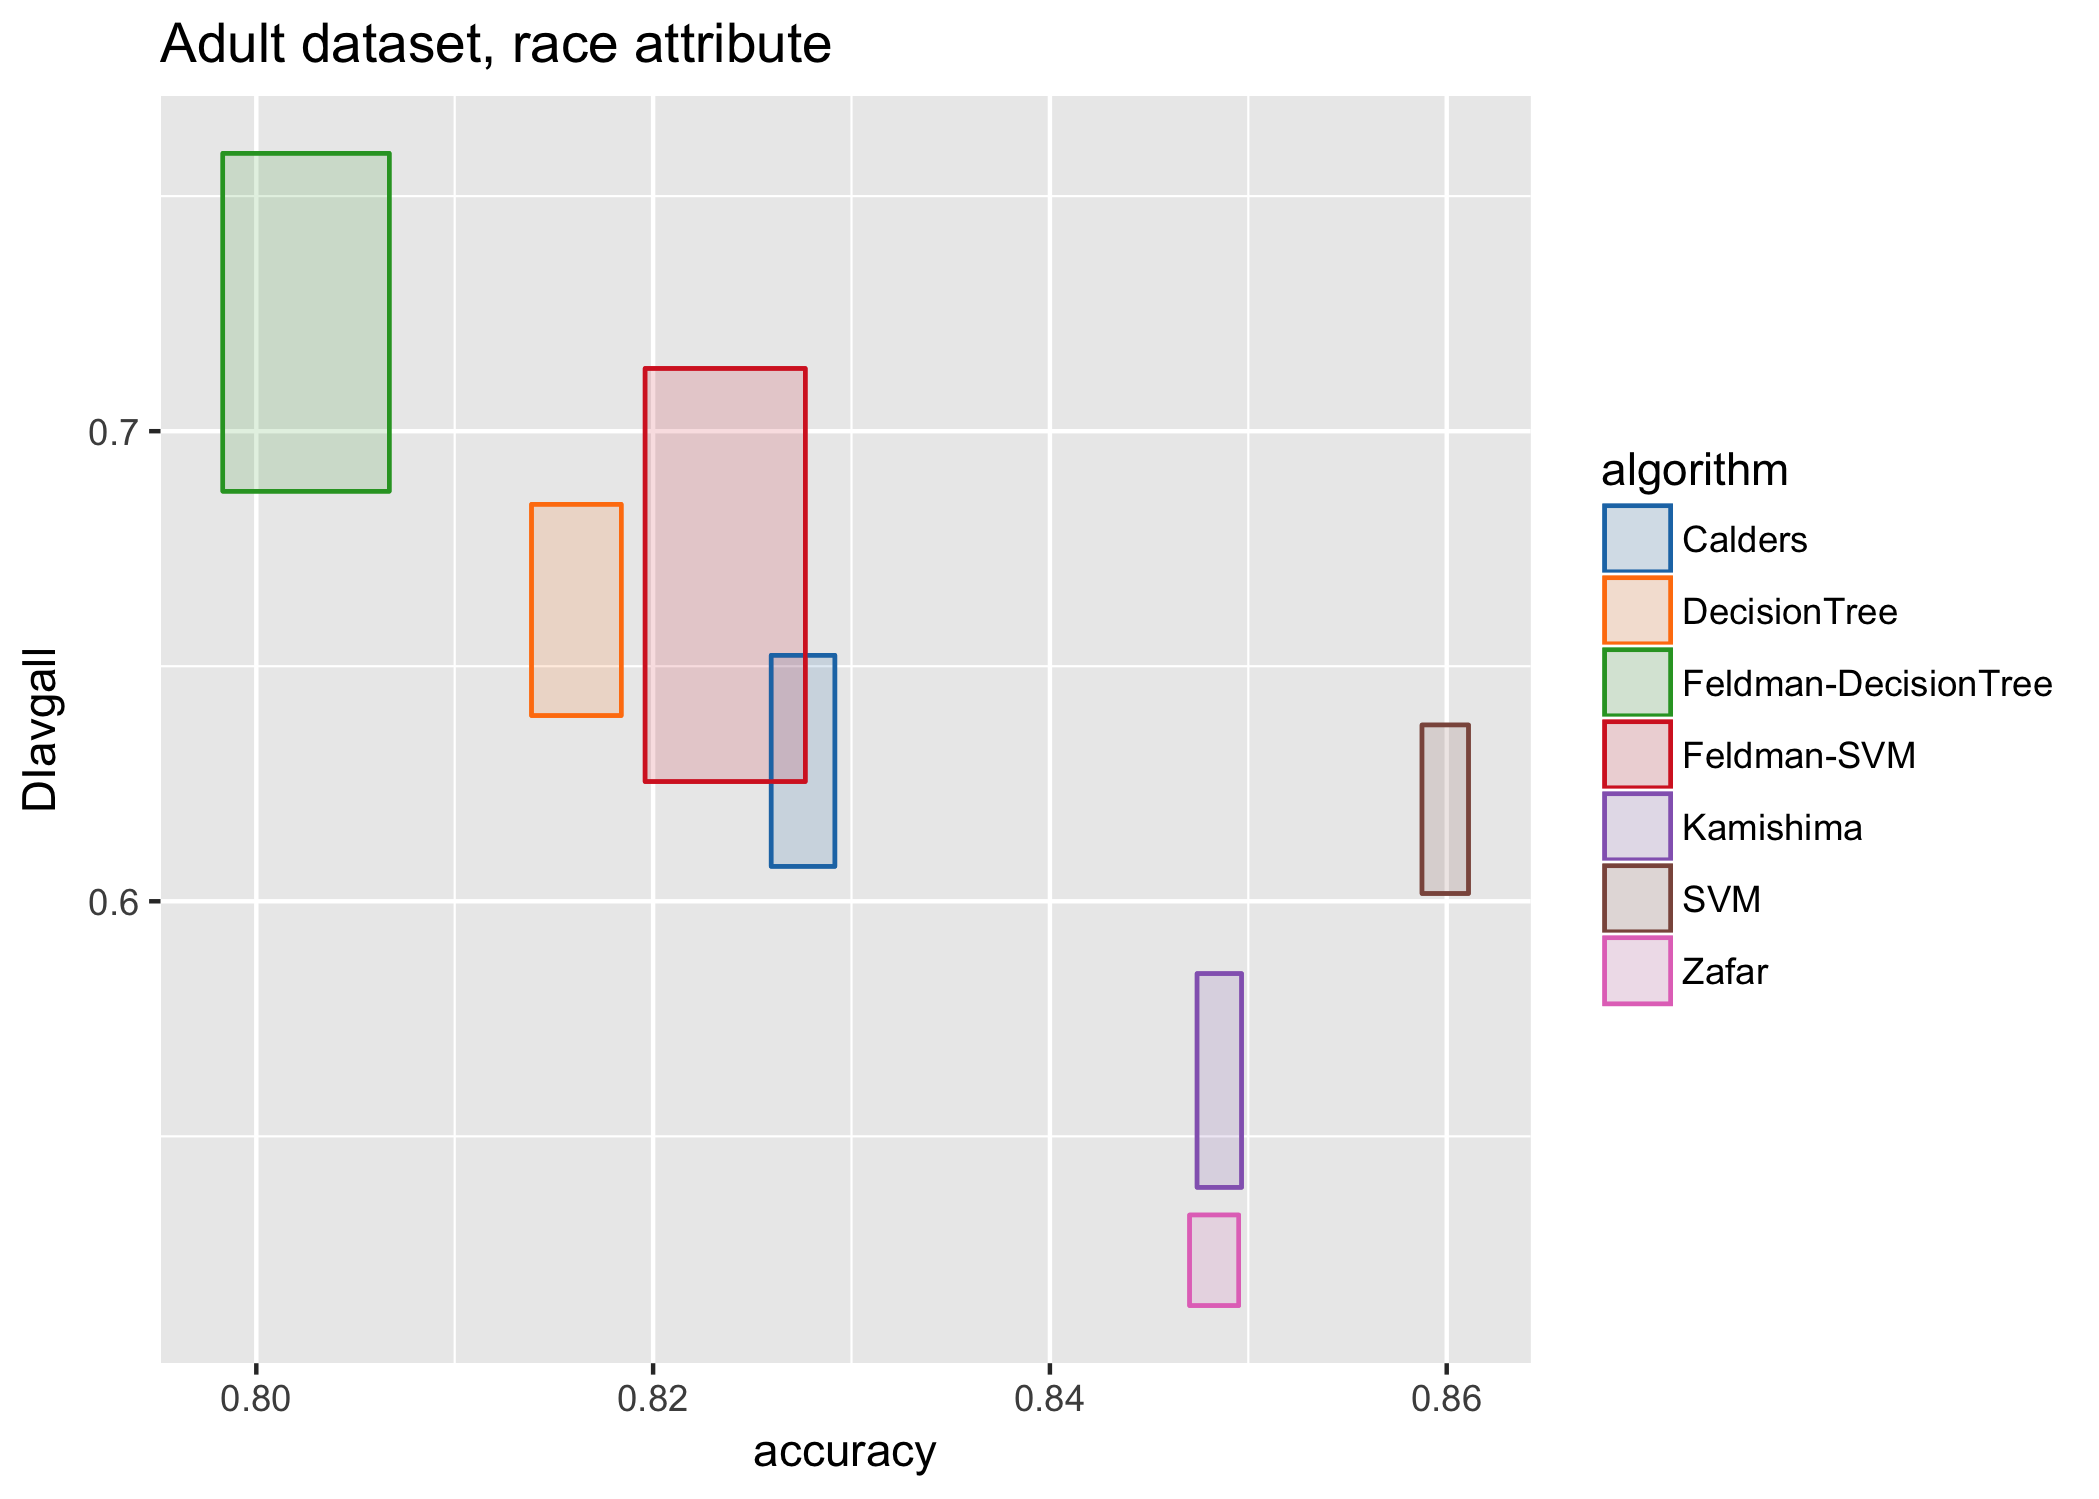 Adult dataset, race attribute
DIavgall
0.7
0.6
0.80
0.82
0.84
0.86
accuracy
algorithm
Calders
DecisionTree
Feldman-DecisionTree
Feldman-SVM
Kamishima
SVM
Zafar